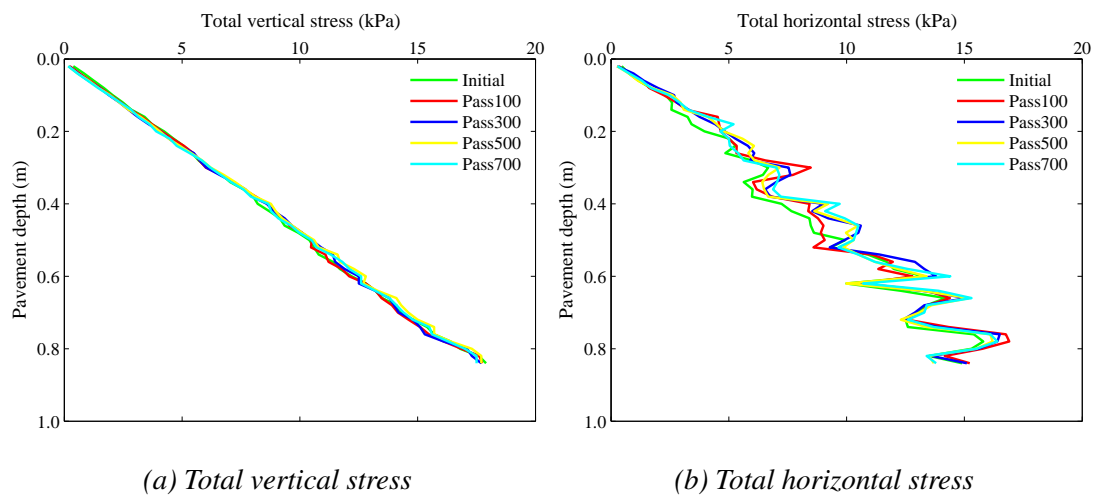 Total vertical stress (kPa)
0 5 10 15 20
0.0
0.2
0.4
0.6
0.8
1.0
Pavement depth (m)
Initial
Pass100
Pass300
Pass500
Pass700
(a) Total vertical stress
Total horizontal stress (kPa)
0 5 10 15 20
0.0
0.2
0.4
0.6
0.8
1.0
Pavement depth (m)
Initial
Pass100
Pass300
Pass500
Pass700
(b) Total horizontal stress